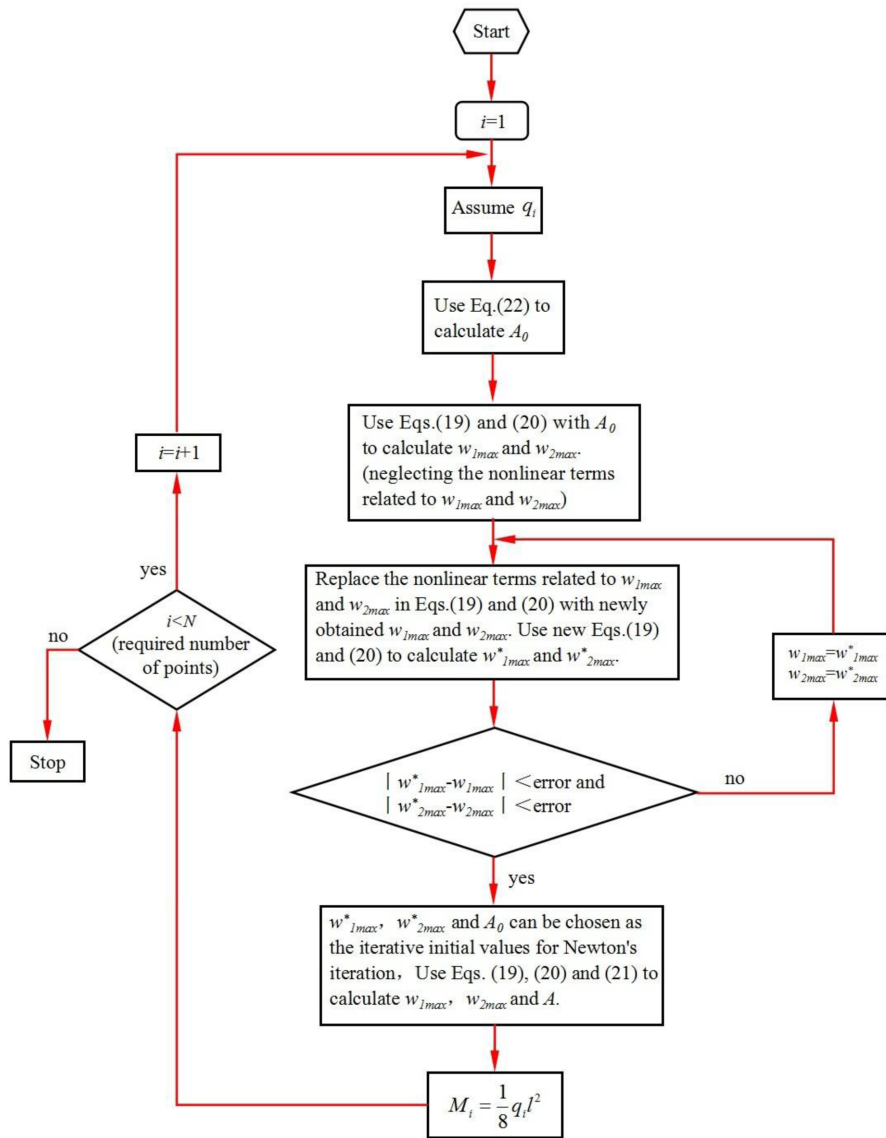 Start
i=1
Assume q_i
Use Eq.(22) to
calculate A_0
Use Eqs.(19) and (20) with A_0
to calculate w_1max and w_2max.
(neglecting the nonlinear terms
related to w_1max and w_2max)
i=i+1
yes
Replace the nonlinear terms related to w_1max
and w_2max in Eqs.(19) and (20) with newly
obtained w_1max and w_2max. Use new Eqs.(19)
and (20) to calculate w*_1max and w*_2max.
i<N
(required number
of points)
no
w_1max=w*_1max
w_2max=w*_2max
Stop
| w*_1max-w_1max | <error and
| w*_2max-w_2max | <error
no
yes
w*_1max, w*_2max and A_0 can be chosen as
the iterative initial values for Newton's
iteration, Use Eqs. (19), (20) and (21) to
calculate w_1max, w_2max and A.
M_i = 1/8 q_i l^2